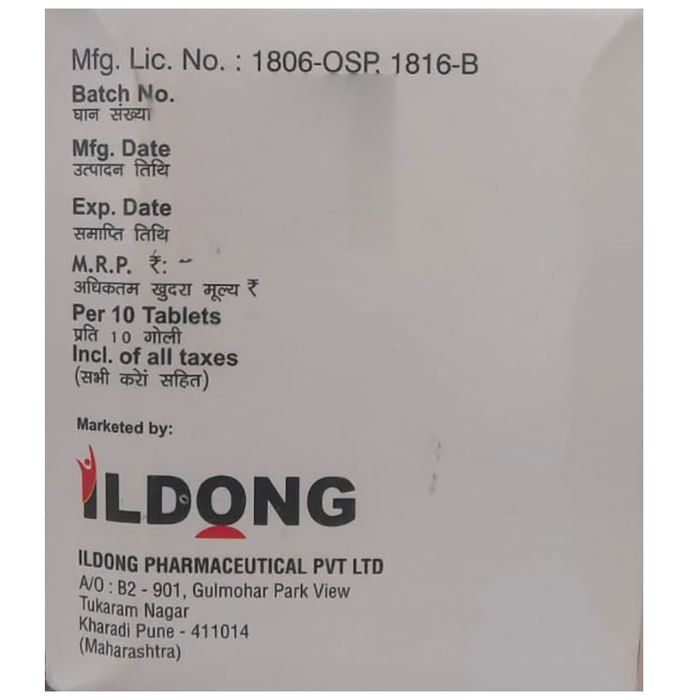 Mfg. Lic. No. : 1806-OSP, 1816-B
Batch No.
घान संख्या
Mfg. Date
उत्पादन तिथि
Exp. Date
समाप्ति तिथि
M.R.P. ₹: -
अधिकतम खुदरा मूल्य ₹
Per 10 Tablets
प्रति 10 गोली
Incl. of all taxes
(सभी करों सहित)
Marketed by:
ILDONG
ILDONG PHARMACEUTICAL PVT LTD
A/O : B2 - 901, Gulmohar Park View
Tukaram Nagar
Kharadi Pune - 411014
(Maharashtra)